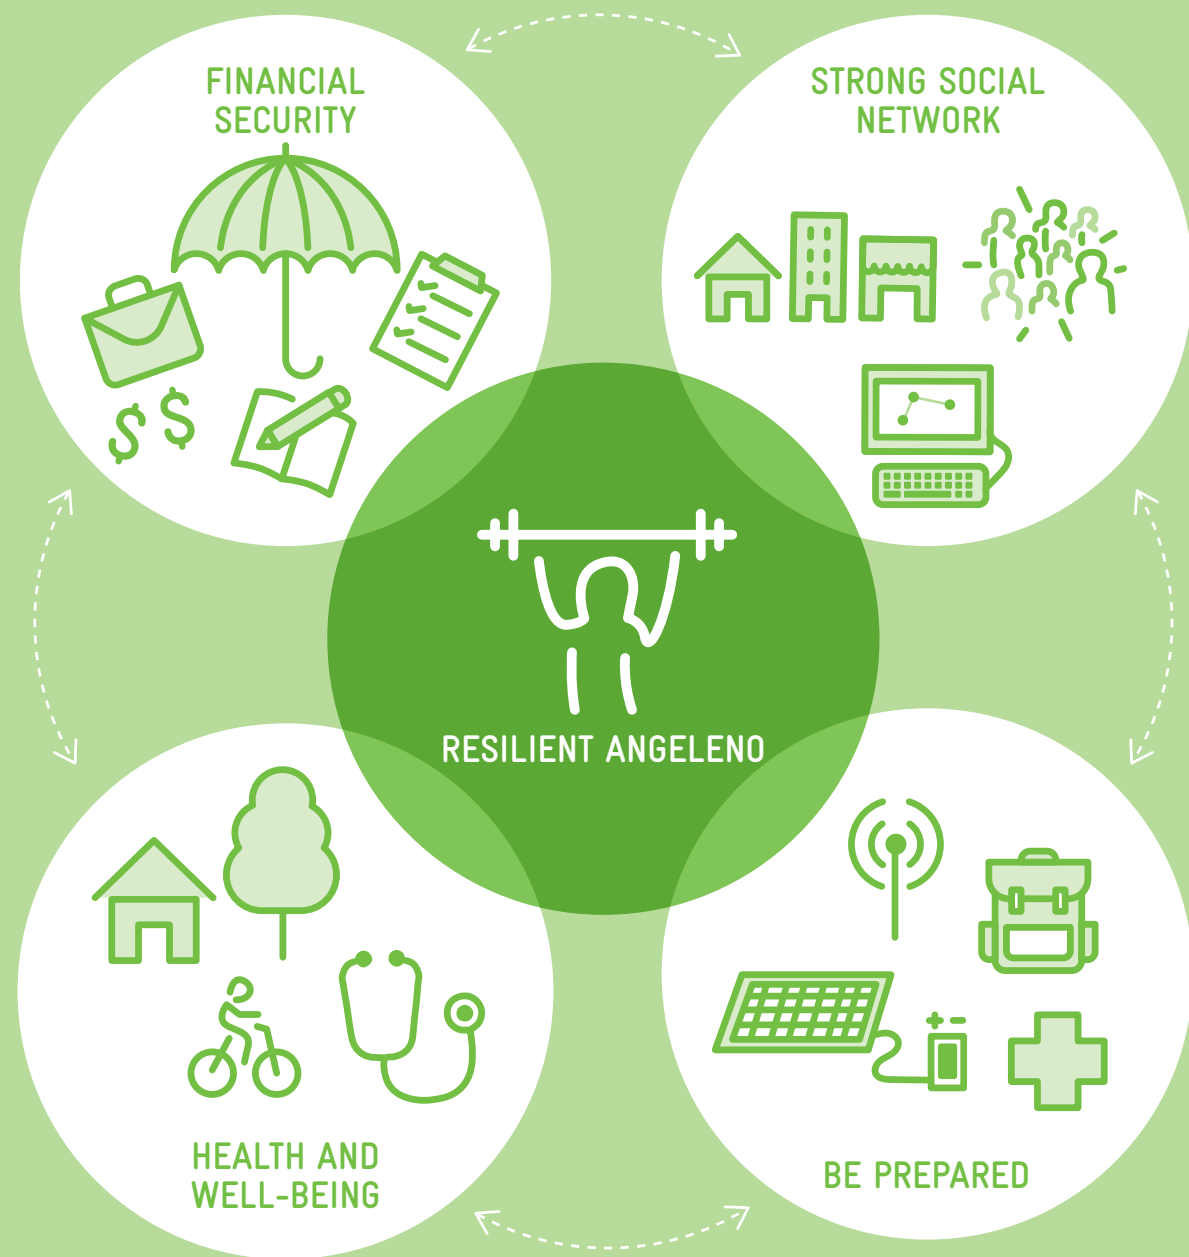 FINANCIAL
SECURITY
STRONG SOCIAL
NETWORK
$ $
RESILIENT ANGELENO
HEALTH AND
WELL-BEING
BE PREPARED